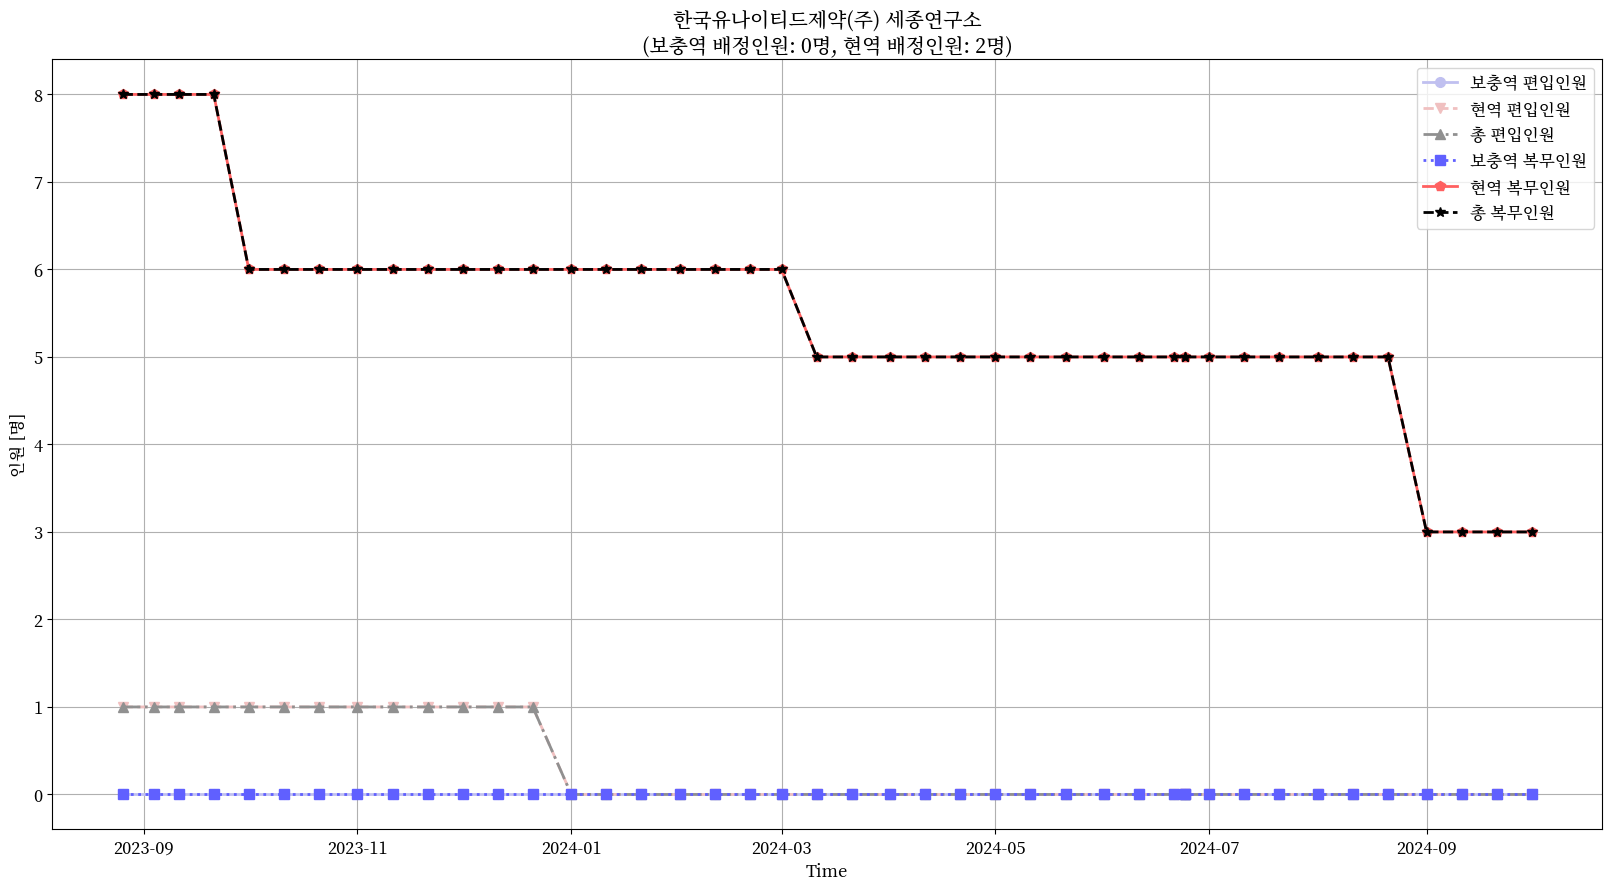 한국유나이티드제약(주) 세종연구소
(보충역 배정인원: 0명, 현역 배정인원: 2명)
보충역 편입인원
현역 편입인원
총 편입인원
보충역 복무인원
현역 복무인원
총 복무인원
인원 [명]
8
7
6
5
4
3
2
1
0
2023-09
2023-11
2024-01
2024-03
2024-05
2024-07
2024-09
Time